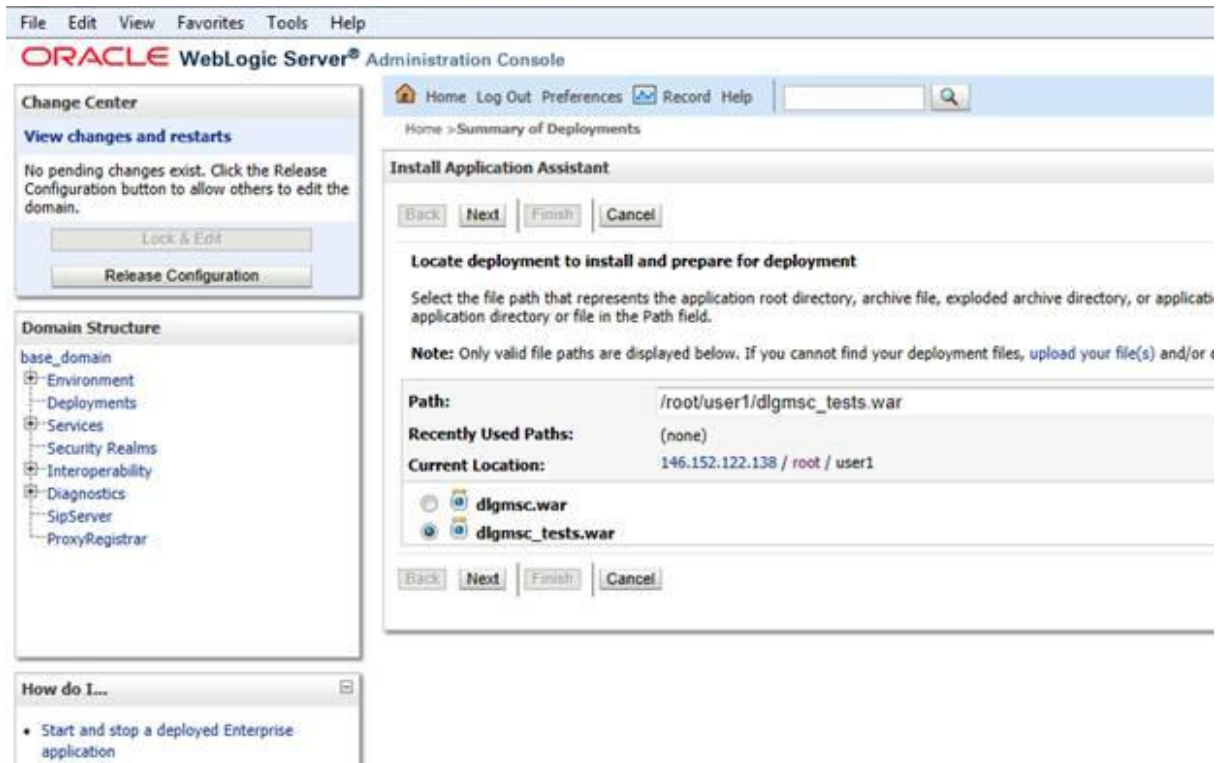 File Edit View Favorites Tools Help
ORACLE WebLogic Server® Administration Console
Change Center
View changes and restarts
No pending changes exist. Click the Release
Configuration button to allow others to edit the
domain.
Lock & Edit
Release Configuration
Domain Structure
base_domain
Environment
Deployments
Services
Security Realms
Interoperability
Diagnostics
SipServer
ProxyRegistrar
How do I...
Start and stop a deployed Enterprise
application
Home Log Out Preferences Record Help
Home >Summary of Deployments
Install Application Assistant
Back Next Finish Cancel
Locate deployment to install and prepare for deployment
Select the file path that represents the application root directory, archive file, exploded archive directory, or applicati
application directory or file in the Path field.
Note: Only valid file paths are displayed below. If you cannot find your deployment files, upload your file(s) and/or
Path: /root/user1/dlgmsc_tests.war
Recently Used Paths: (none)
Current Location: 146.152.122.138 / root / user1
dlgmsc.war
dlgmsc_tests.war
Back Next Finish Cancel